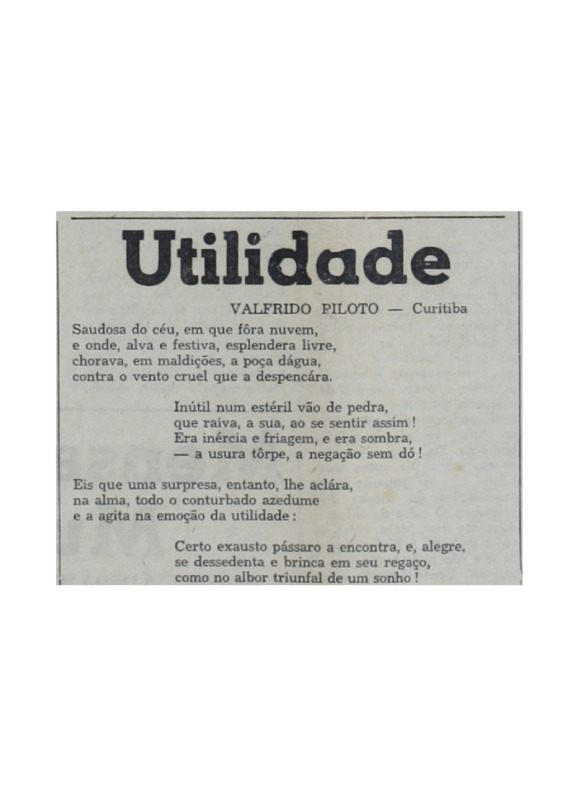 Utilidade
VALFRIDO PILOTO — Curitiba
Saudosa do céu, em que fôra nuvem,
e onde, alva e festiva, esplendera livre,
chorava, em maldições, a poça dágua,
contra o vento cruel que a despencára.
Inútil num estéril vão de pedra,
que raiva, a sua, ao se sentir assim !
Era inércia e friagem, e era sombra,
— a usura tôrpe, a negação sem dó !
Eis que uma surpresa, entanto, lhe aclára,
na alma, todo o conturbado azedume
e a agita na emoção da utilidade :
Certo exausto pássaro a encontra, e, alegre,
se dessedenta e brinca em seu regaço,
como no albor triunfal de um sonho !